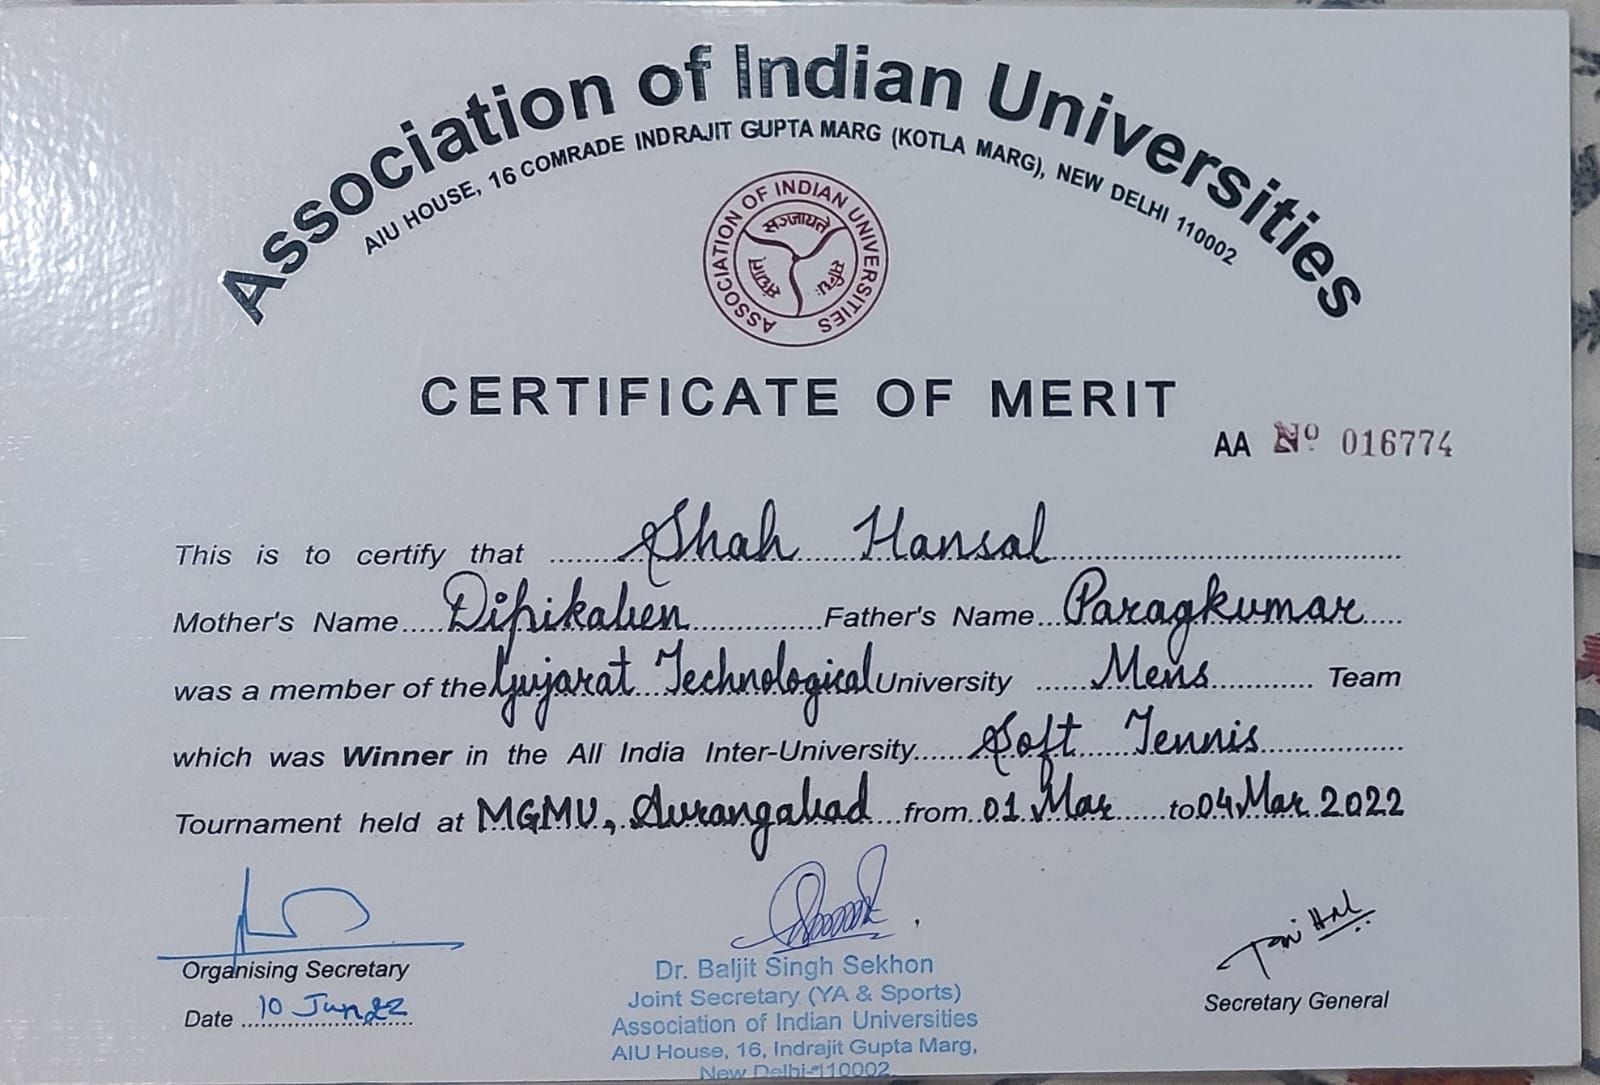 Association of Indian Universities
AIU HOUSE, 16 COMRADE INDRAJIT GUPTA MARG (KOTLA MARG), NEW DELHI 110002
ASSOCIATION OF INDIAN UNIVERSITIES
सञ्जायते
संघानं
CERTIFICATE OF MERIT
AA Nº 016774
This is to certify that Shah Hansal
Mother's Name Dipikaben Father's Name Paragkumar
was a member of the Gujarat Technological University Mens Team
which was Winner in the All India Inter-University Soft Tennis
Tournament held at MGMU, Aurangabad from 01 Mar to 04 Mar 2022
Organising Secretary
Date 10 Jun 22
Dr. Baljit Singh Sekhon
Joint Secretary (YA & Sports)
Association of Indian Universities
AIU House, 16, Indrajit Gupta Marg,
New Delhi-110002
Secretary General